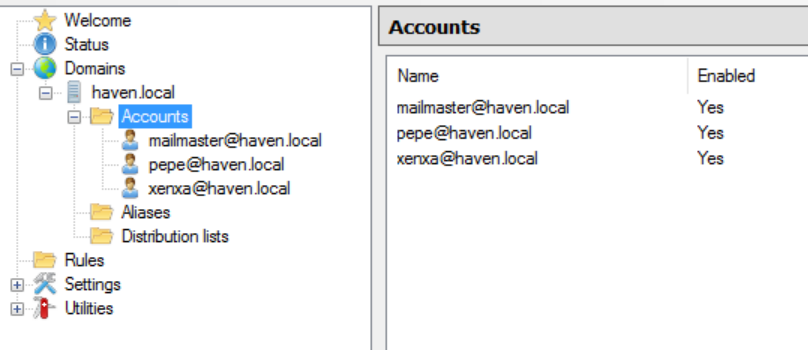 Welcome
Status
Domains
haven.local
Accounts
mailmaster@haven.local
pepe@haven.local
xenxa@haven.local
Aliases
Distribution lists
Rules
Settings
Utilities
Accounts
Name Enabled
mailmaster@haven.local Yes
pepe@haven.local Yes
xenxa@haven.local Yes